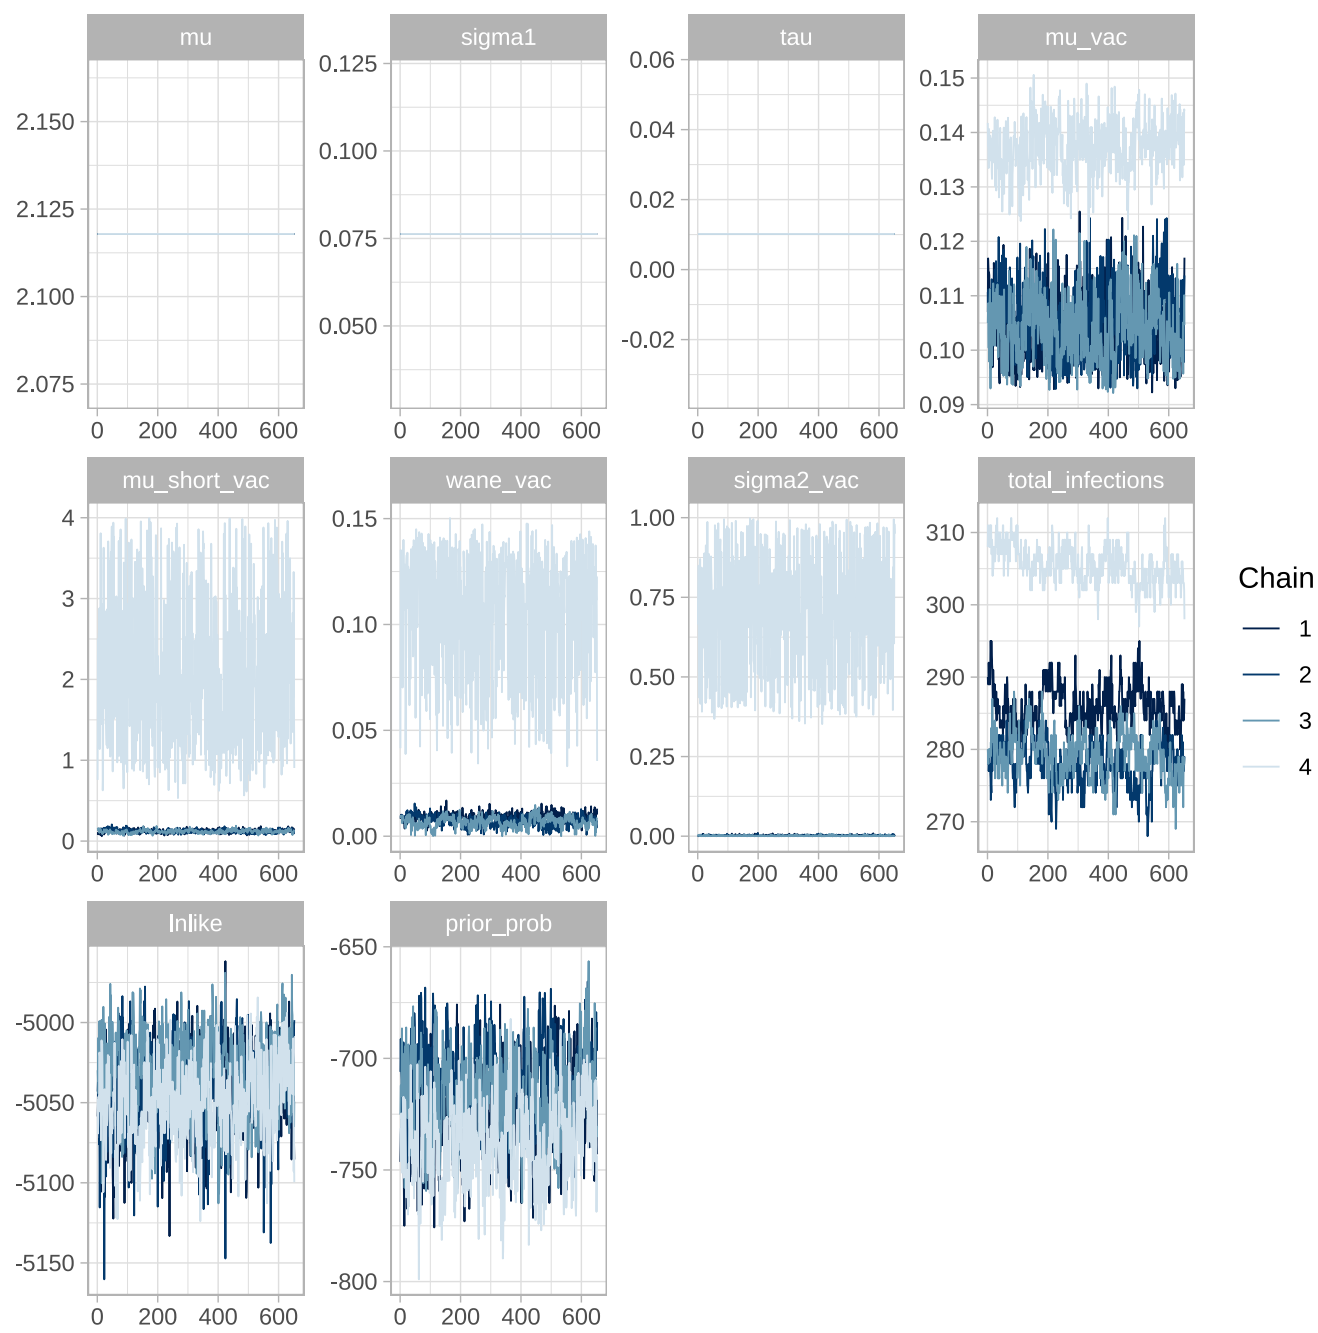 mu
sigma1
tau
mu_vac
2.150
2.125
2.100
2.075
0.125
0.100
0.075
0.050
0.06
0.04
0.02
0.00
-0.02
0.15
0.14
0.13
0.12
0.11
0.10
0.09
0 200 400 600
0 200 400 600
0 200 400 600
0 200 400 600
mu_short_vac
wane_vac
sigma2_vac
total_infections
4
3
2
1
0
0.15
0.10
0.05
0.00
1.00
0.75
0.50
0.25
0.00
310
300
290
280
270
0 200 400 600
0 200 400 600
0 200 400 600
0 200 400 600
Chain
1
2
3
4
lnlike
prior_prob
-5000
-5050
-5100
-5150
-650
-700
-750
-800
0 200 400 600
0 200 400 600